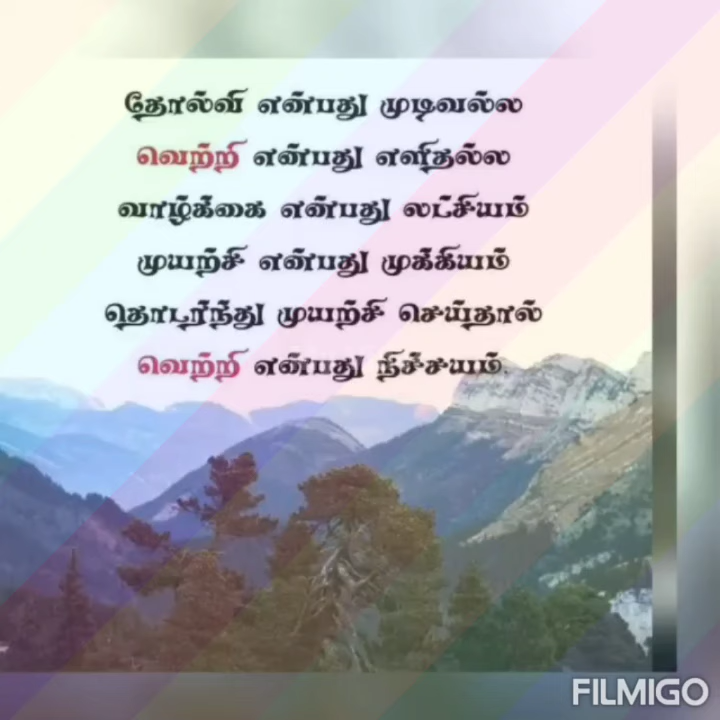 தோல்வி என்பது முடிவல்ல
வெற்றி என்பது எளிதல்ல
வாழ்க்கை என்பது லட்சியம்
முயற்சி என்பது முக்கியம்
தொடர்ந்து முயற்சி செய்தால்
வெற்றி என்பது நிச்சயம்.
FILMIGO